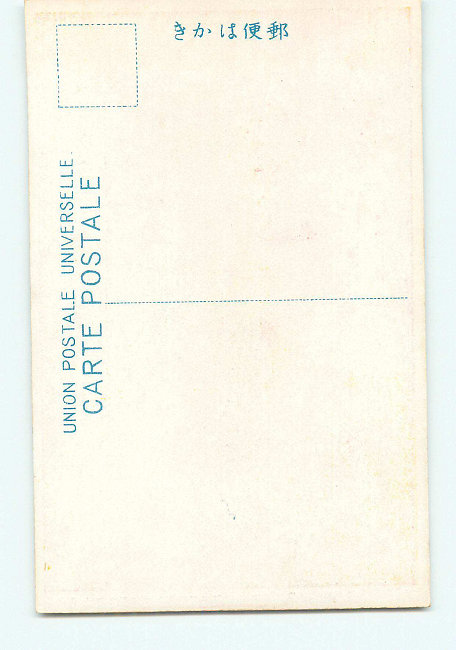 郵便はかき
UNION POSTALE UNIVERSELLE.
CARTE POSTALE